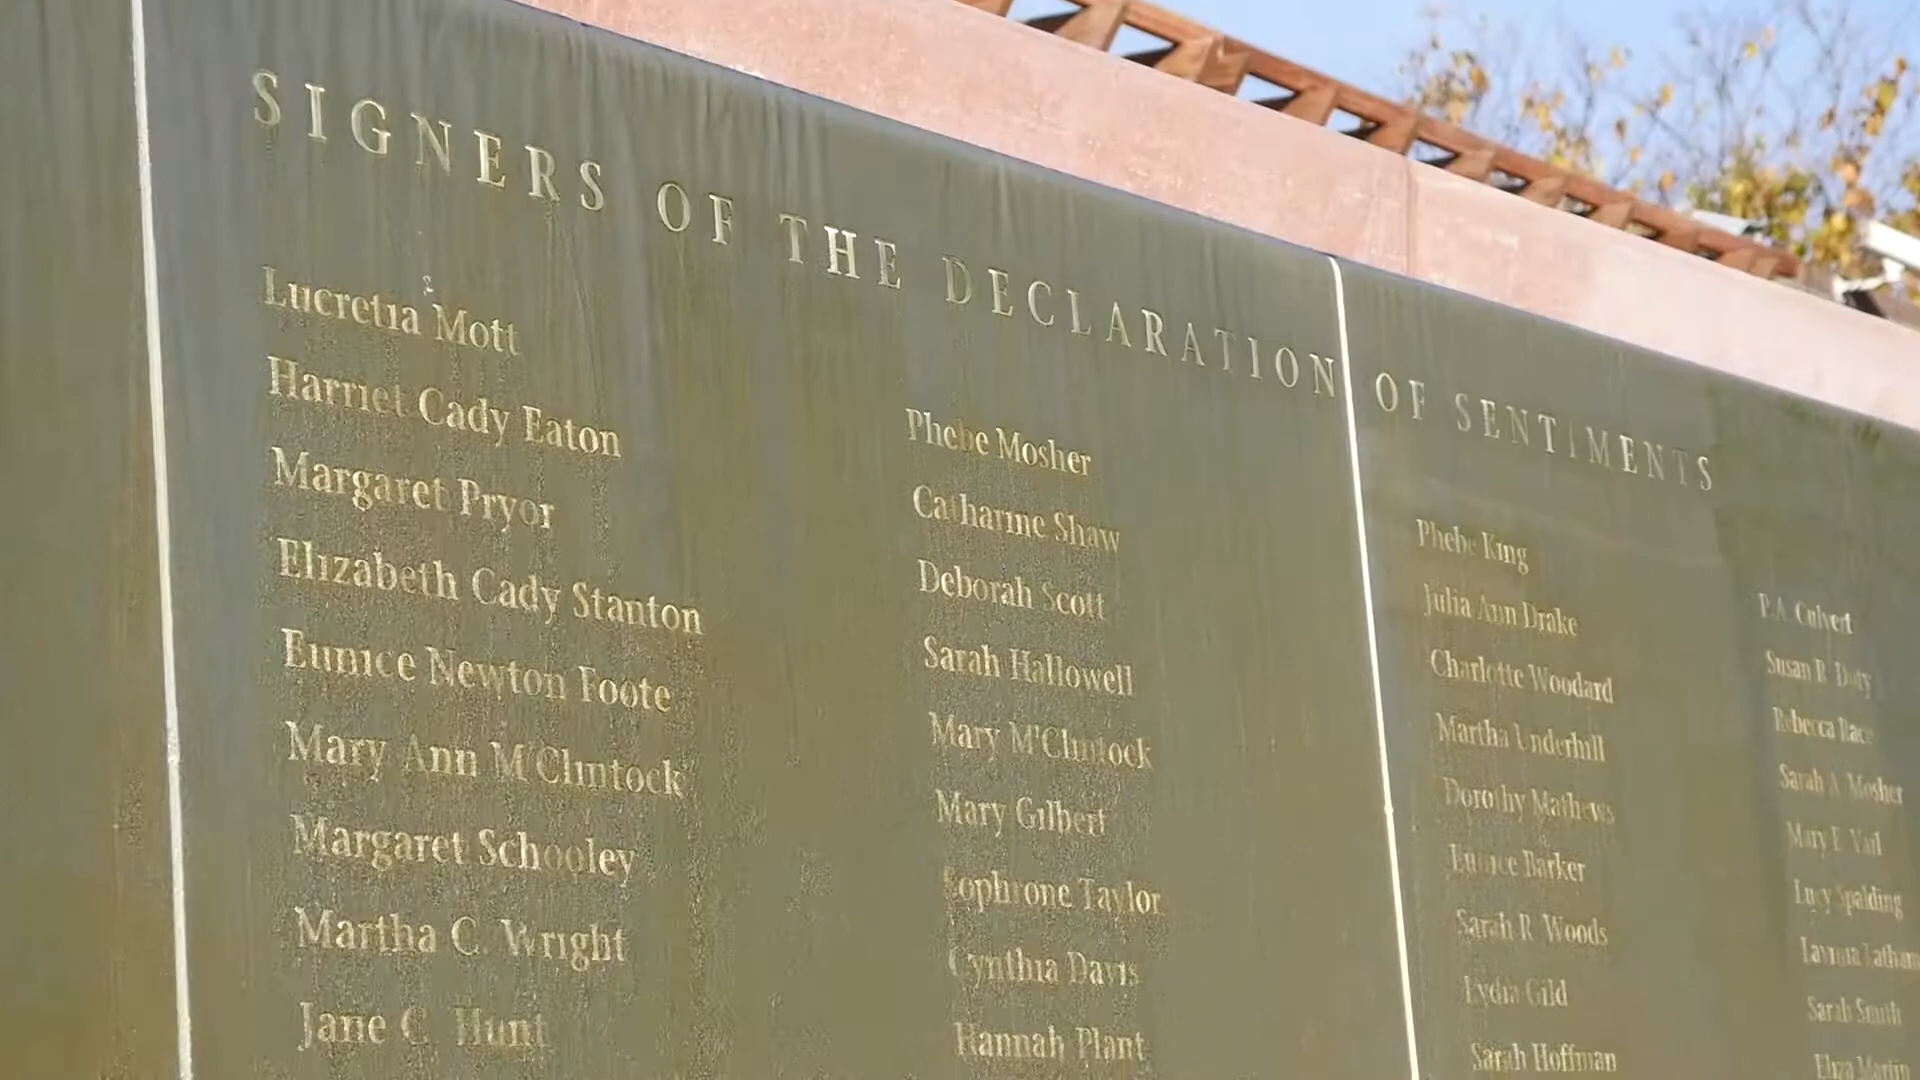 SIGNERS OF THE DECLARATION OF SENTIMENTS
Lucretia Mott
Harriet Cady Eaton
Margaret Pryor
Elizabeth Cady Stanton
Eunice Newton Foote
Mary Ann M'Clintock
Margaret Schooley
Martha C. Wright
Jane C. Hunt
Phebe Mosher
Catharine Shaw
Deborah Scott
Sarah Hallowell
Mary M'Clintock
Mary Gilbert
Sophrone Taylor
Cynthia Davis
Hannah Plant
Phebe King
Julia Ann Drake
Charlotte Woodard
Martha Underhill
Dorothy Mathews
Eunice Barker
Sarah R. Woods
Lydia Gild
Sarah Hoffman
P.A. Culvert
Susan R. Doty
Rebecca Race
Sarah A. Mosher
Mary E. Vail
Lucy Spalding
Lavinia Latham
Sarah Smith
Eliza Martin